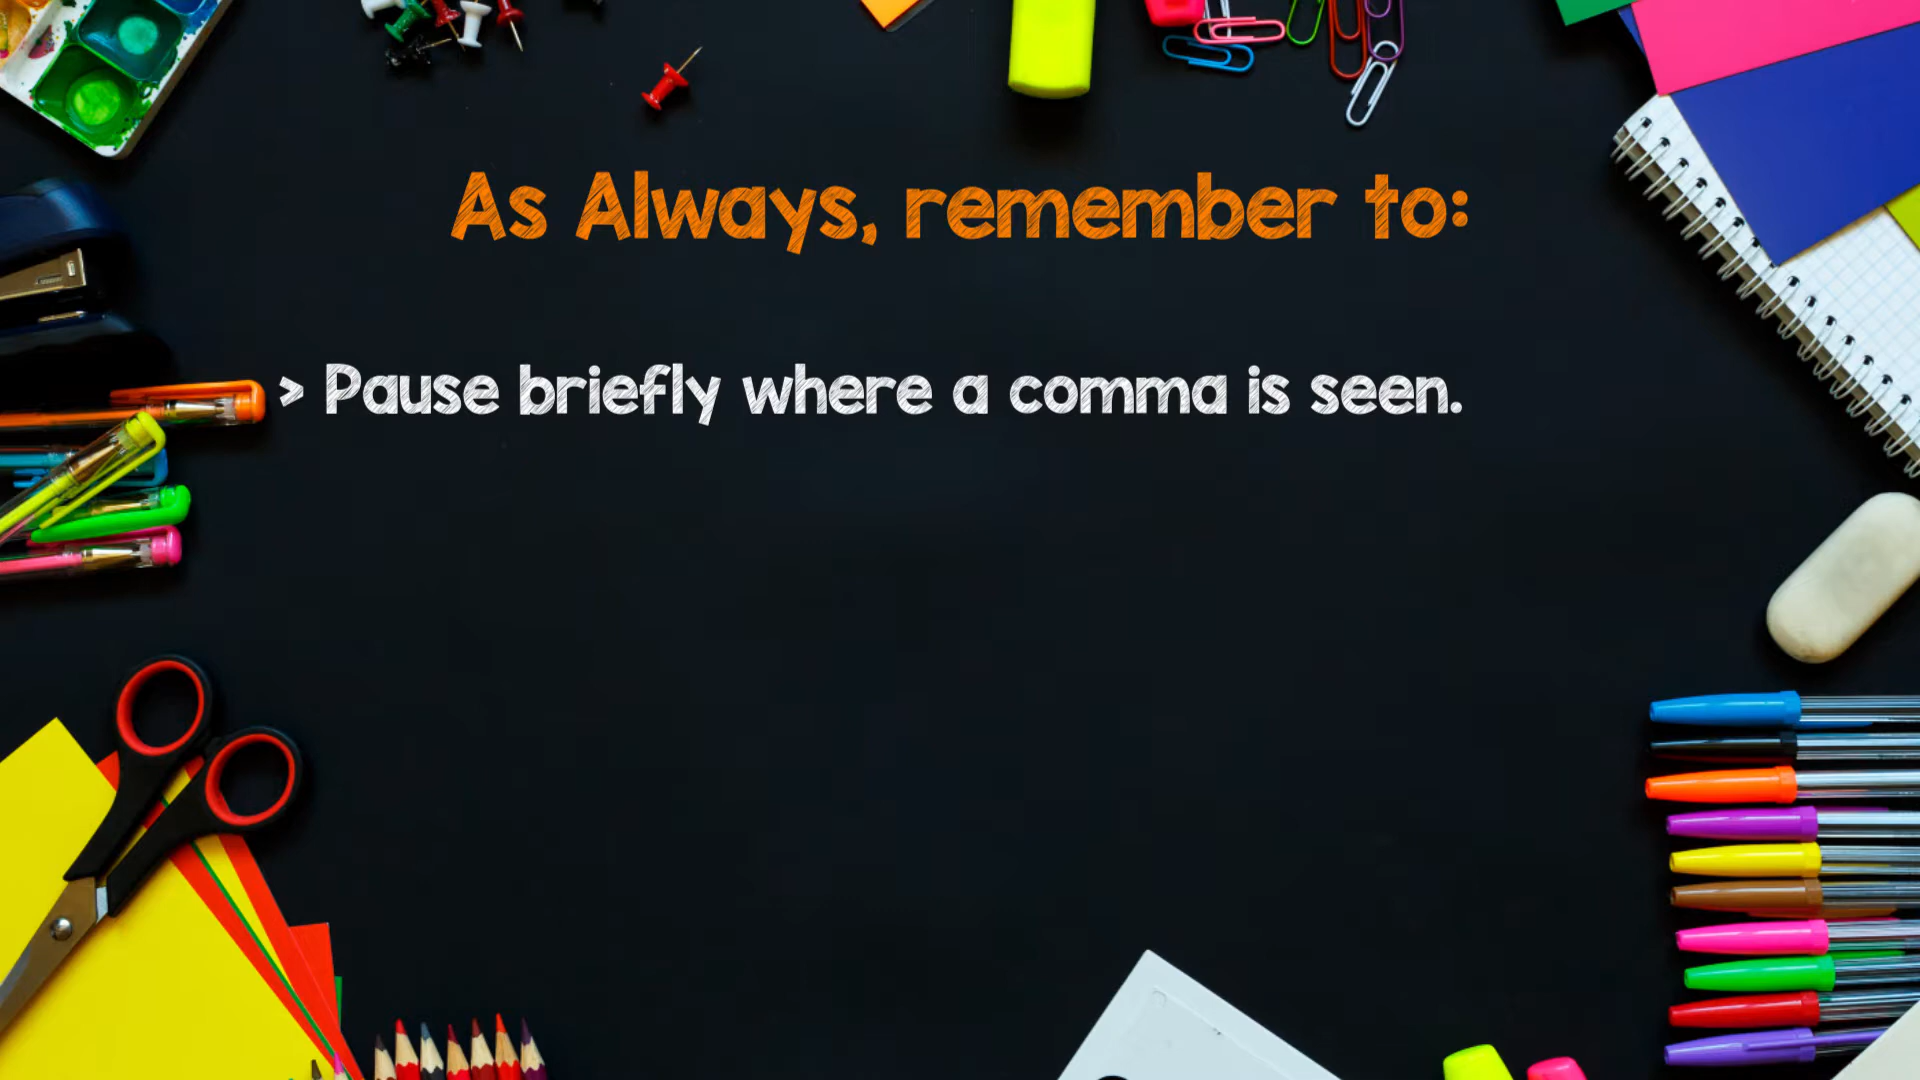 As Always, remember to:
> Pause briefly where a comma is seen.